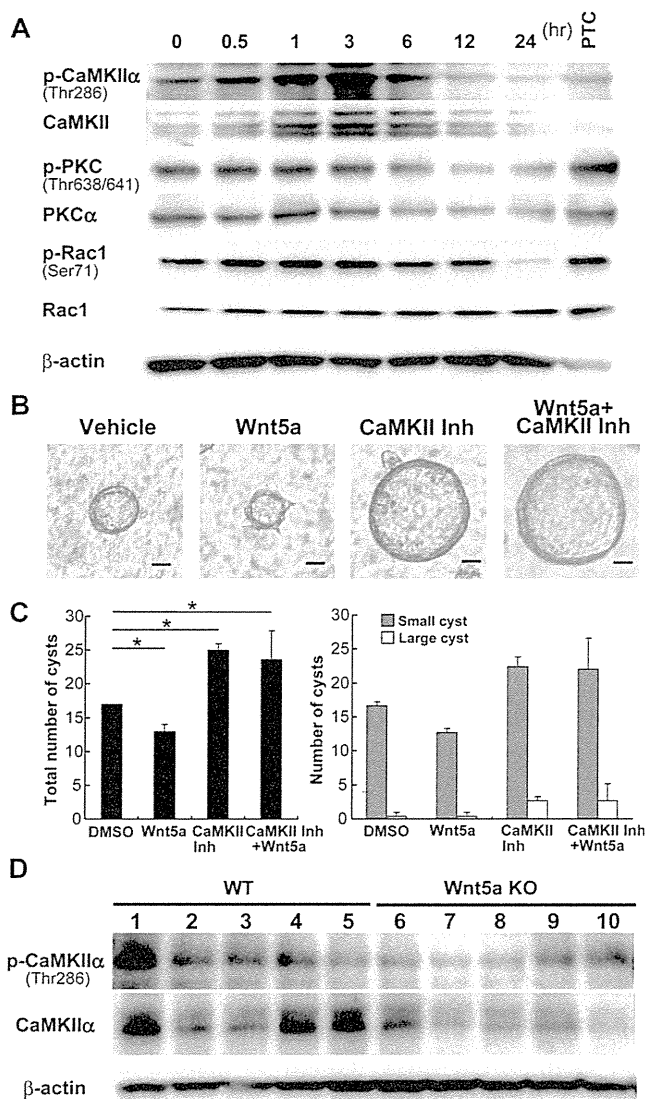 A
0 0.5 1 3 6 12 24 (hr) PTC
p-CaMKIIα
(Thr286)
CaMKII
p-PKC
(Thr638/641)
PKCα
p-Rac1
(Ser71)
Rac1
β-actin
B
Vehicle Wnt5a CaMKII Inh Wnt5a+
CaMKII Inh
C
Total number of cysts
30
25
20
15
10
5
0
* * *
DMSO Wnt5a CaMKII Inh CaMKII Inh
+Wnt5a
Number of cysts
30
25
20
15
10
5
0
Small cyst
Large cyst
DMSO Wnt5a CaMKII Inh CaMKII Inh
+Wnt5a
D
WT Wnt5a KO
1 2 3 4 5 6 7 8 9 10
p-CaMKIIα
(Thr286)
CaMKIIα
β-actin